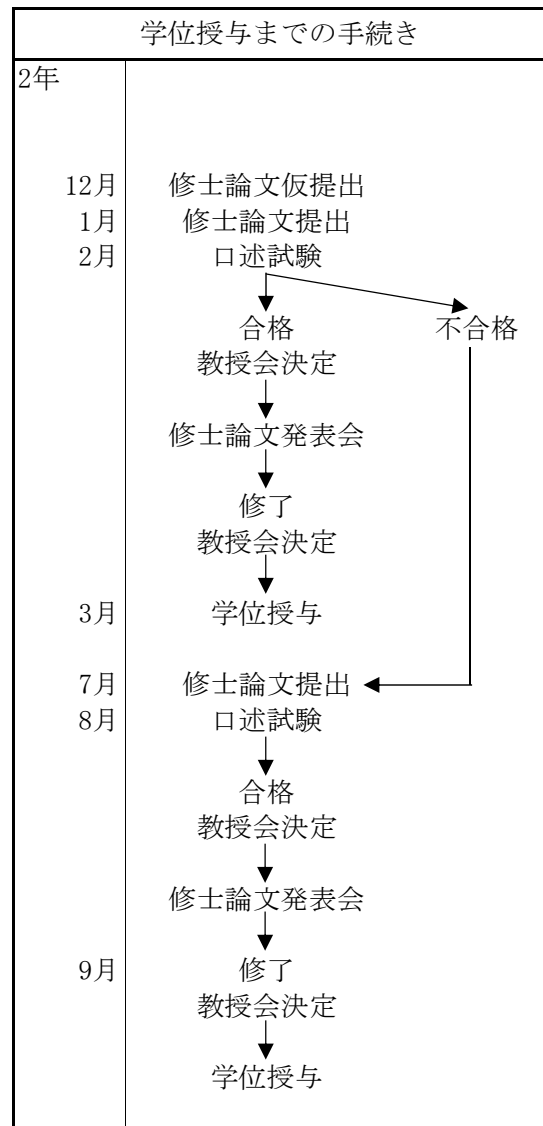 学位授与までの手続き
2年
12月 修士論文仮提出
1月 修士論文提出
2月 口述試験
合格 不合格
教授会決定
修士論文発表会
修了
教授会決定
3月 学位授与
7月 修士論文提出
8月 口述試験
合格
教授会決定
修士論文発表会
9月 修了
教授会決定
学位授与